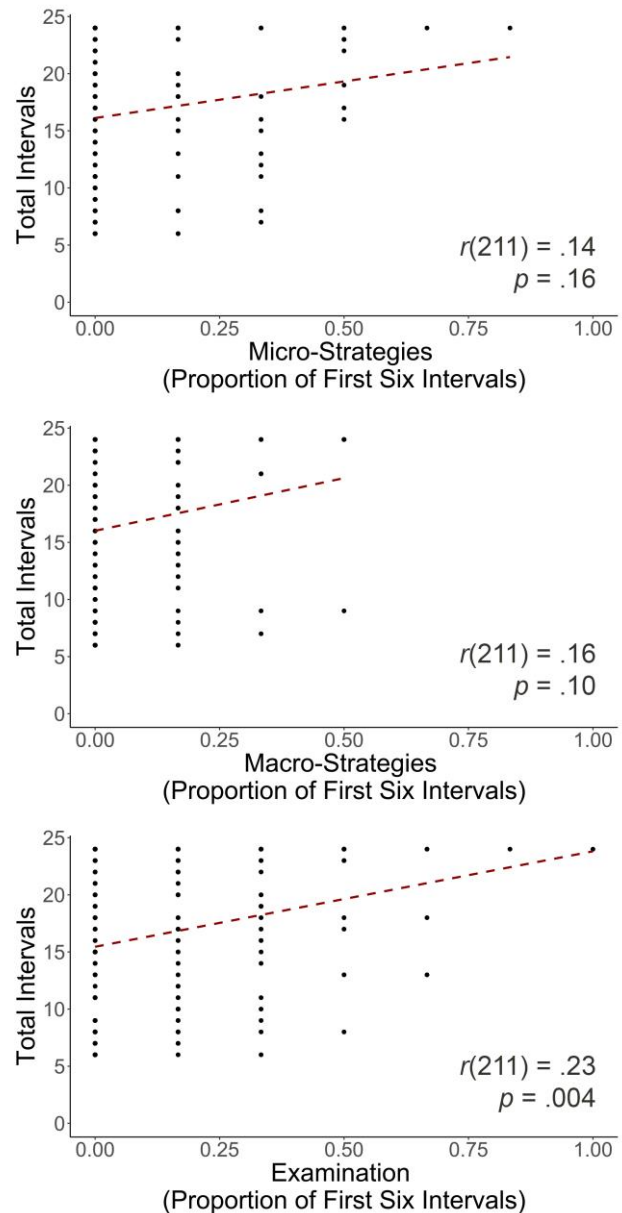 25
20
15
10
5
0
Total Intervals
r(211) = .14
p = .16
0.00 0.25 0.50 0.75 1.00
Micro-Strategies
(Proportion of First Six Intervals)
25
20
15
10
5
0
Total Intervals
r(211) = .16
p = .10
0.00 0.25 0.50 0.75 1.00
Macro-Strategies
(Proportion of First Six Intervals)
25
20
15
10
5
0
Total Intervals
r(211) = .23
p = .004
0.00 0.25 0.50 0.75 1.00
Examination
(Proportion of First Six Intervals)